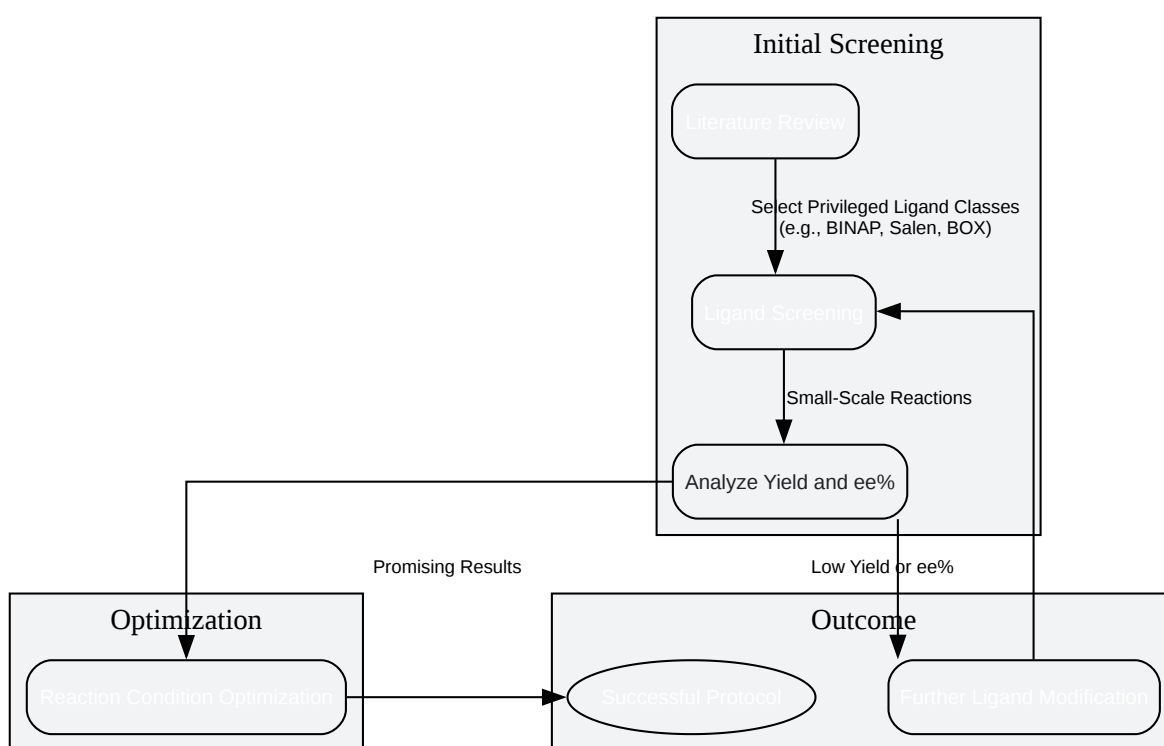 Initial Screening
Literature Review
Select Privileged Ligand Classes
(e.g., BINAP, Salen, BOX)
Ligand Screening
Small-Scale Reactions
Analyze Yield and ee%
Promising Results
Low Yield or ee%
Optimization
Outcome
Reaction Condition Optimization
Successful Protocol
Further Ligand Modification